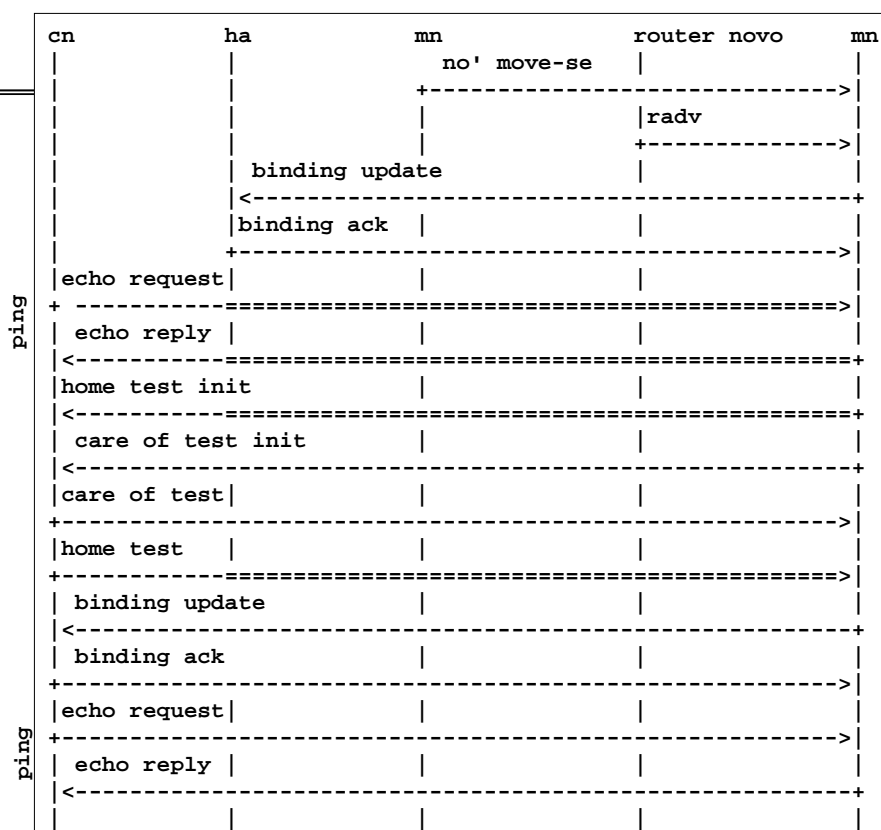 cn ha mn router novo mn
no' move-se
radv
binding update
binding ack
echo request
ping
echo reply
home test init
care of test init
care of test
home test
binding update
binding ack
echo request
ping
echo reply